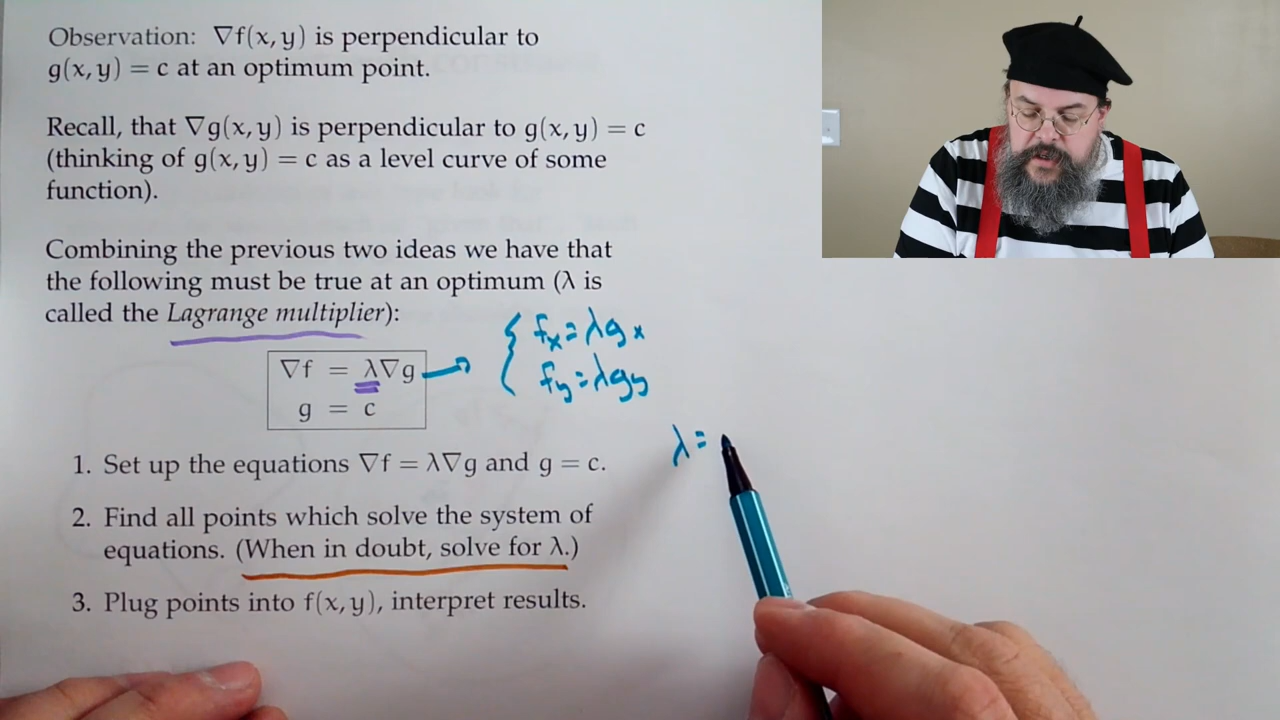 Observation: ∇f(x, y) is perpendicular to
g(x, y) = c at an optimum point.
Recall, that ∇g(x, y) is perpendicular to g(x, y) = c
(thinking of g(x, y) = c as a level curve of some
function).
Combining the previous two ideas we have that
the following must be true at an optimum (λ is
called the Lagrange multiplier):
∇f = λ∇g
g = c
fx = λgx
fy = λgy
λ=
1. Set up the equations ∇f = λ∇g and g = c.
2. Find all points which solve the system of
equations. (When in doubt, solve for λ.)
3. Plug points into f(x, y), interpret results.